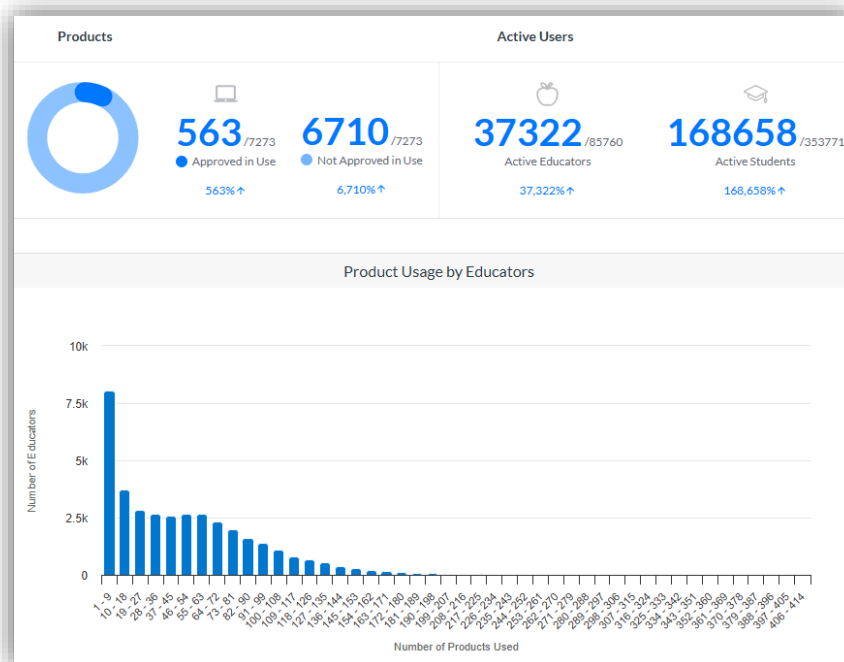 Products
Active Users
563/7273
Approved in Use
563%↑
6710/7273
Not Approved in Use
6,710%↑
37322/85760
Active Educators
37,322%↑
168658/353771
Active Students
168,658%↑
Product Usage by Educators
Number of Educators
10k
7.5k
5k
2.5k
0
1 - 9
10 - 18
19 - 27
28 - 36
37 - 45
46 - 54
55 - 63
64 - 72
73 - 81
82 - 90
91 - 99
100 - 108
109 - 117
118 - 126
127 - 135
136 - 144
145 - 153
154 - 162
163 - 171
172 - 180
181 - 189
190 - 198
199 - 207
208 - 216
217 - 225
226 - 234
235 - 243
244 - 252
253 - 261
262 - 270
271 - 279
280 - 288
289 - 297
298 - 306
307 - 315
316 - 324
325 - 333
334 - 342
343 - 351
352 - 360
361 - 369
370 - 378
379 - 387
388 - 396
397 - 405
406 - 414
Number of Products Used